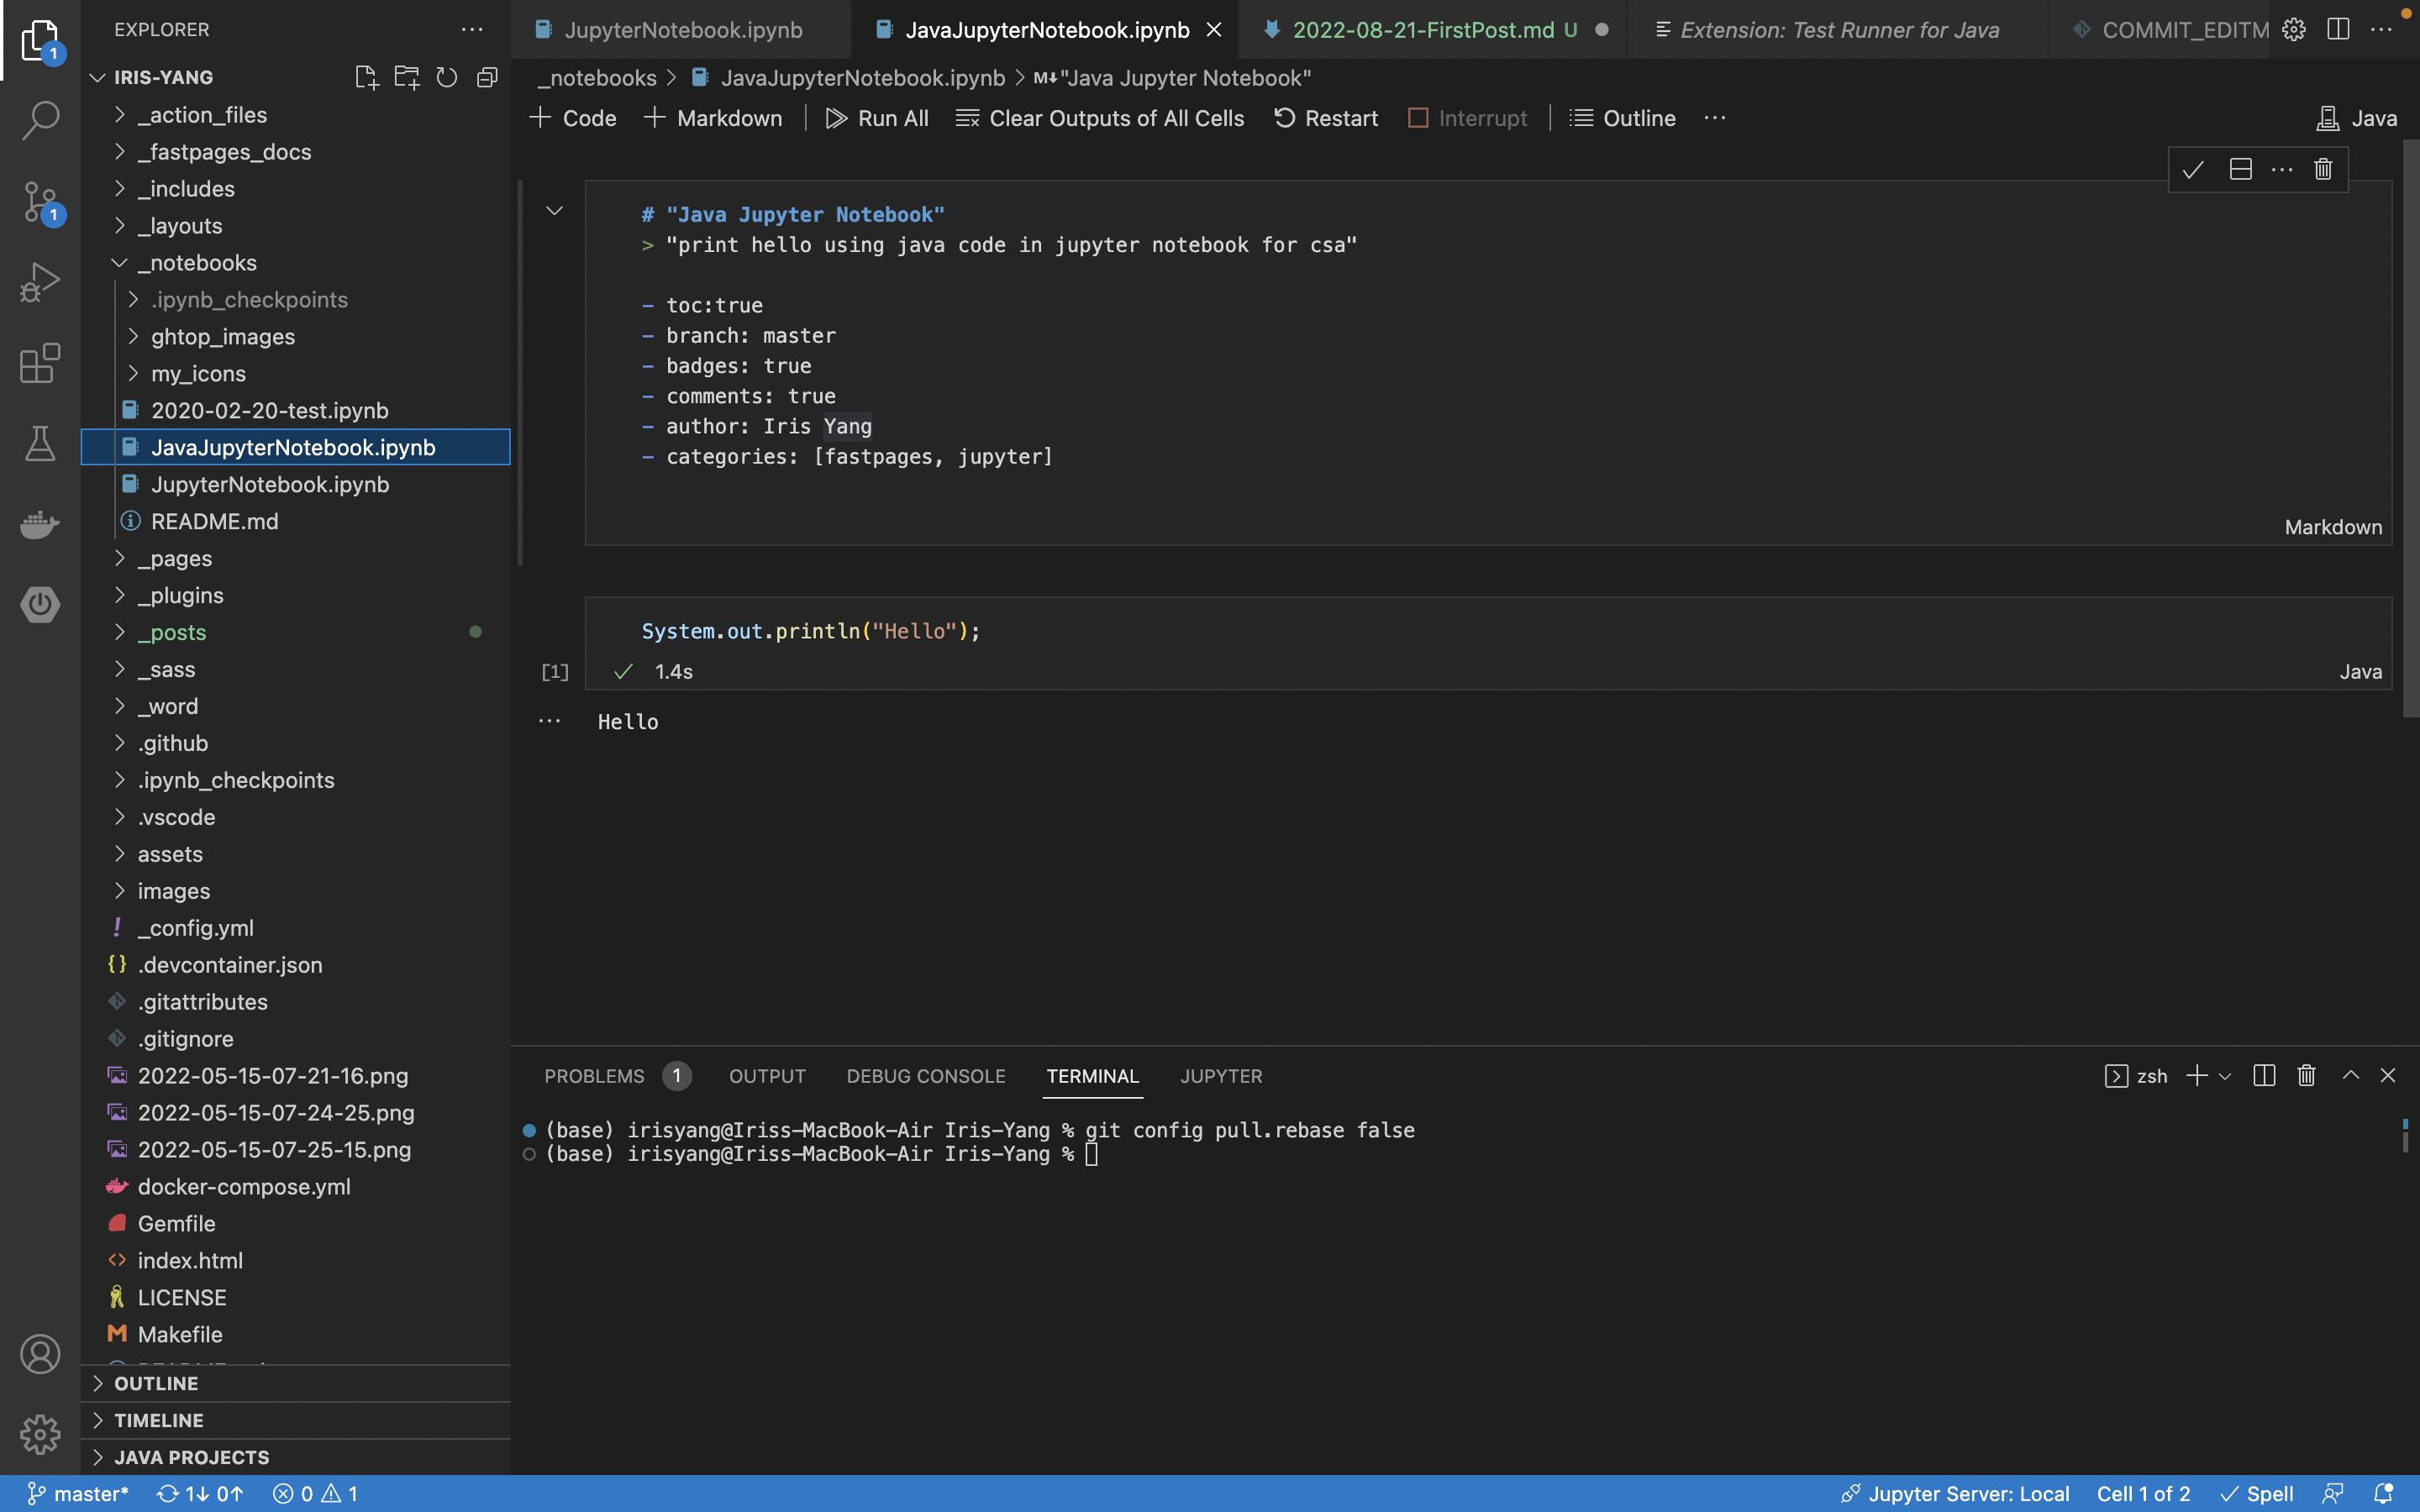 EXPLORER
IRIS-YANG
_action_files
_fastpages_docs
_includes
_layouts
_notebooks
.ipynb_checkpoints
ghtop_images
my_icons
2020-02-20-test.ipynb
JavaJupyterNotebook.ipynb
JupyterNotebook.ipynb
README.md
_pages
_plugins
_posts
_sass
_word
.github
.ipynb_checkpoints
.vscode
assets
images
_config.yml
.devcontainer.json
.gitattributes
.gitignore
2022-05-15-07-21-16.png
2022-05-15-07-24-25.png
2022-05-15-07-25-15.png
docker-compose.yml
Gemfile
index.html
LICENSE
Makefile
OUTLINE
TIMELINE
JAVA PROJECTS
1
1
JupyterNotebook.ipynb JavaJupyterNotebook.ipynb 2022-08-21-FirstPost.md U Extension: Test Runner for Java COMMIT_EDITM
_notebooks > JavaJupyterNotebook.ipynb > M↓"Java Jupyter Notebook"
+ Code + Markdown Run All Clear Outputs of All Cells Restart Interrupt Outline ... Java
# "Java Jupyter Notebook"
> "print hello using java code in jupyter notebook for csa"
- toc:true
- branch: master
- badges: true
- comments: true
- author: Iris Yang
- categories: [fastpages, jupyter]
Markdown
System.out.println("Hello");
[1] ✓ 1.4s Java
Hello
PROBLEMS 1 OUTPUT DEBUG CONSOLE TERMINAL JUPYTER zsh
(base) irisyang@Iriss-MacBook-Air Iris-Yang % git config pull.rebase false
(base) irisyang@Iriss-MacBook-Air Iris-Yang %
master* 1↓ 0↑ 0 1 Jupyter Server: Local Cell 1 of 2 Spell